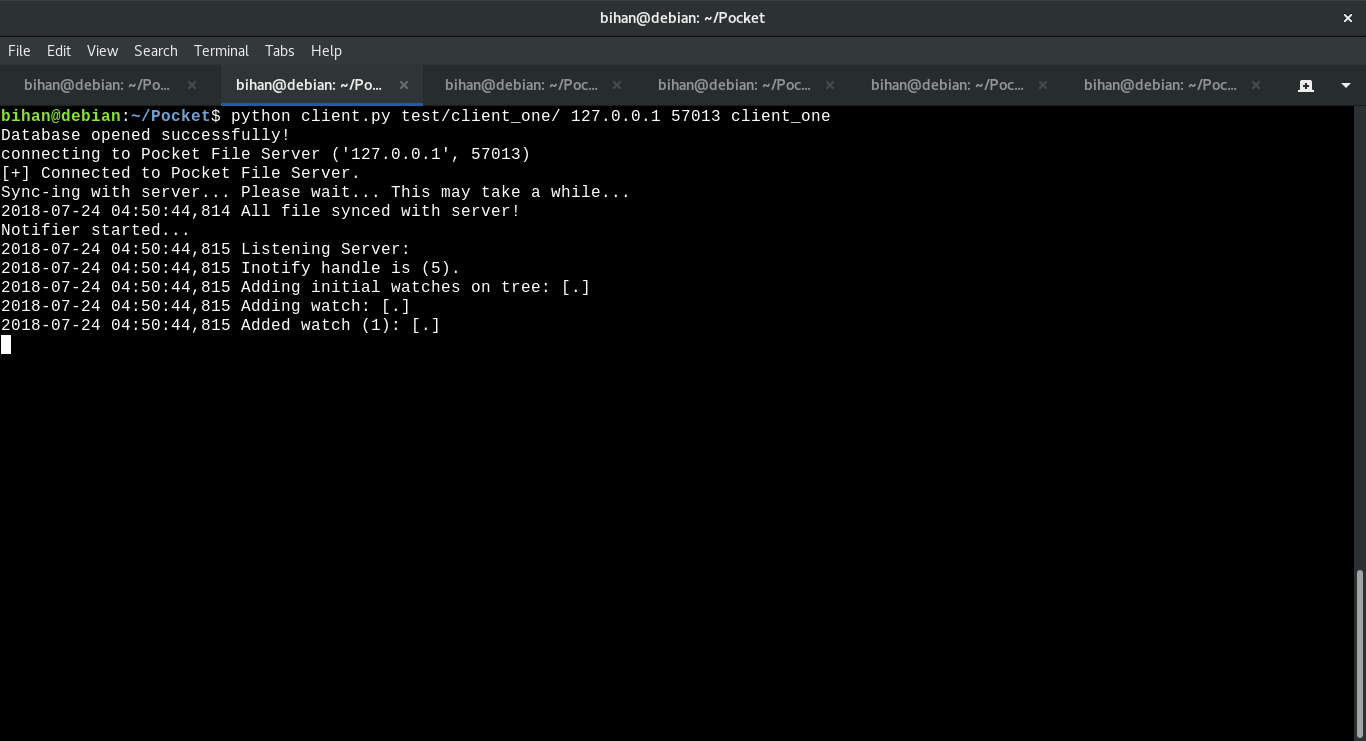 bihan@debian: ~/Pocket ×
File Edit View Search Terminal Tabs Help
bihan@debian: ~/Po... × bihan@debian: ~/Po... × bihan@debian: ~/Poc... × bihan@debian: ~/Poc... × bihan@debian: ~/Poc... × bihan@debian: ~/Poc... ×
bihan@debian:~/Pocket$ python client.py test/client_one/ 127.0.0.1 57013 client_one
Database opened successfully!
connecting to Pocket File Server ('127.0.0.1', 57013)
[+] Connected to Pocket File Server.
Sync-ing with server... Please wait... This may take a while...
2018-07-24 04:50:44,814 All file synced with server!
Notifier started...
2018-07-24 04:50:44,815 Listening Server:
2018-07-24 04:50:44,815 Inotify handle is (5).
2018-07-24 04:50:44,815 Adding initial watches on tree: [.]
2018-07-24 04:50:44,815 Adding watch: [.]
2018-07-24 04:50:44,815 Added watch (1): [.]